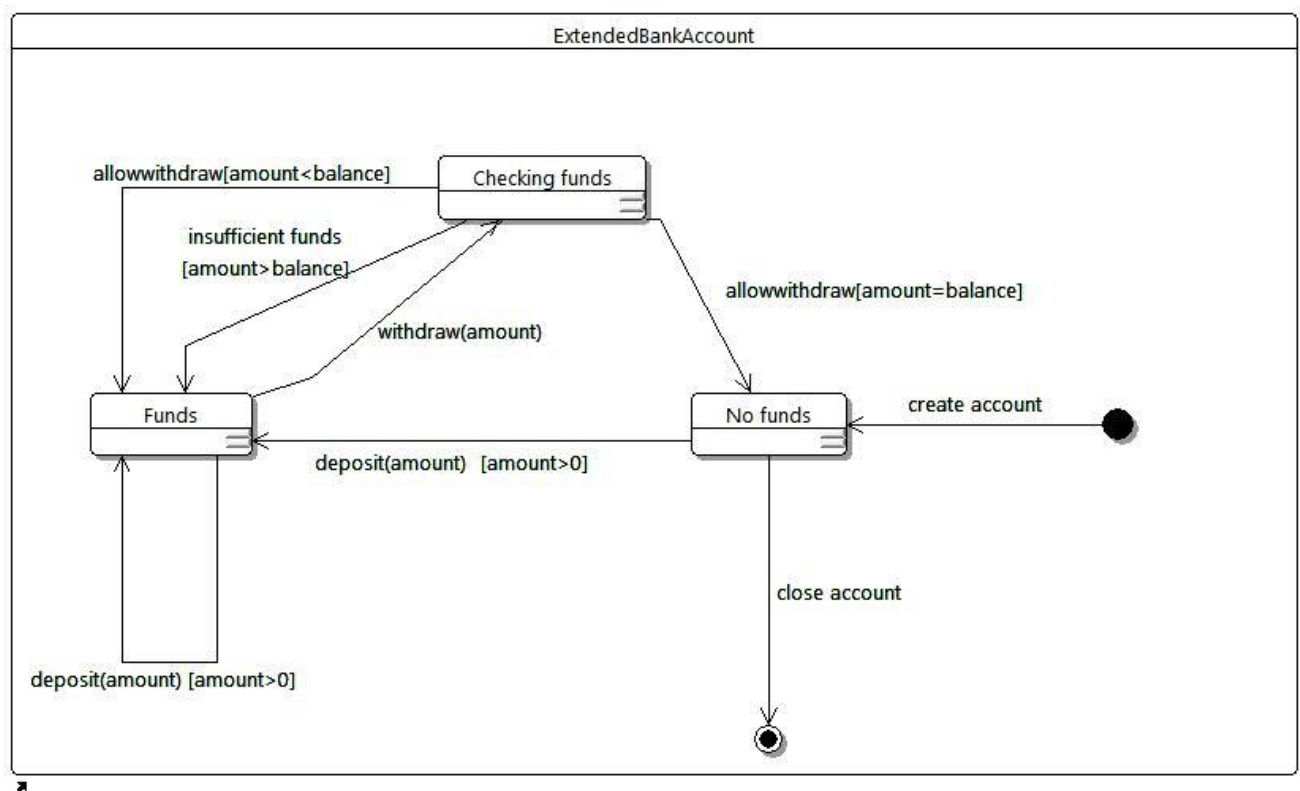 ExtendedBankAccount
allowwithdraw[amount<balance]
Checking funds
insufficient funds
[amount>balance]
allowwithdraw[amount=balance]
withdraw(amount)
Funds
No funds
create account
deposit(amount) [amount>0]
close account
deposit(amount) [amount>0]